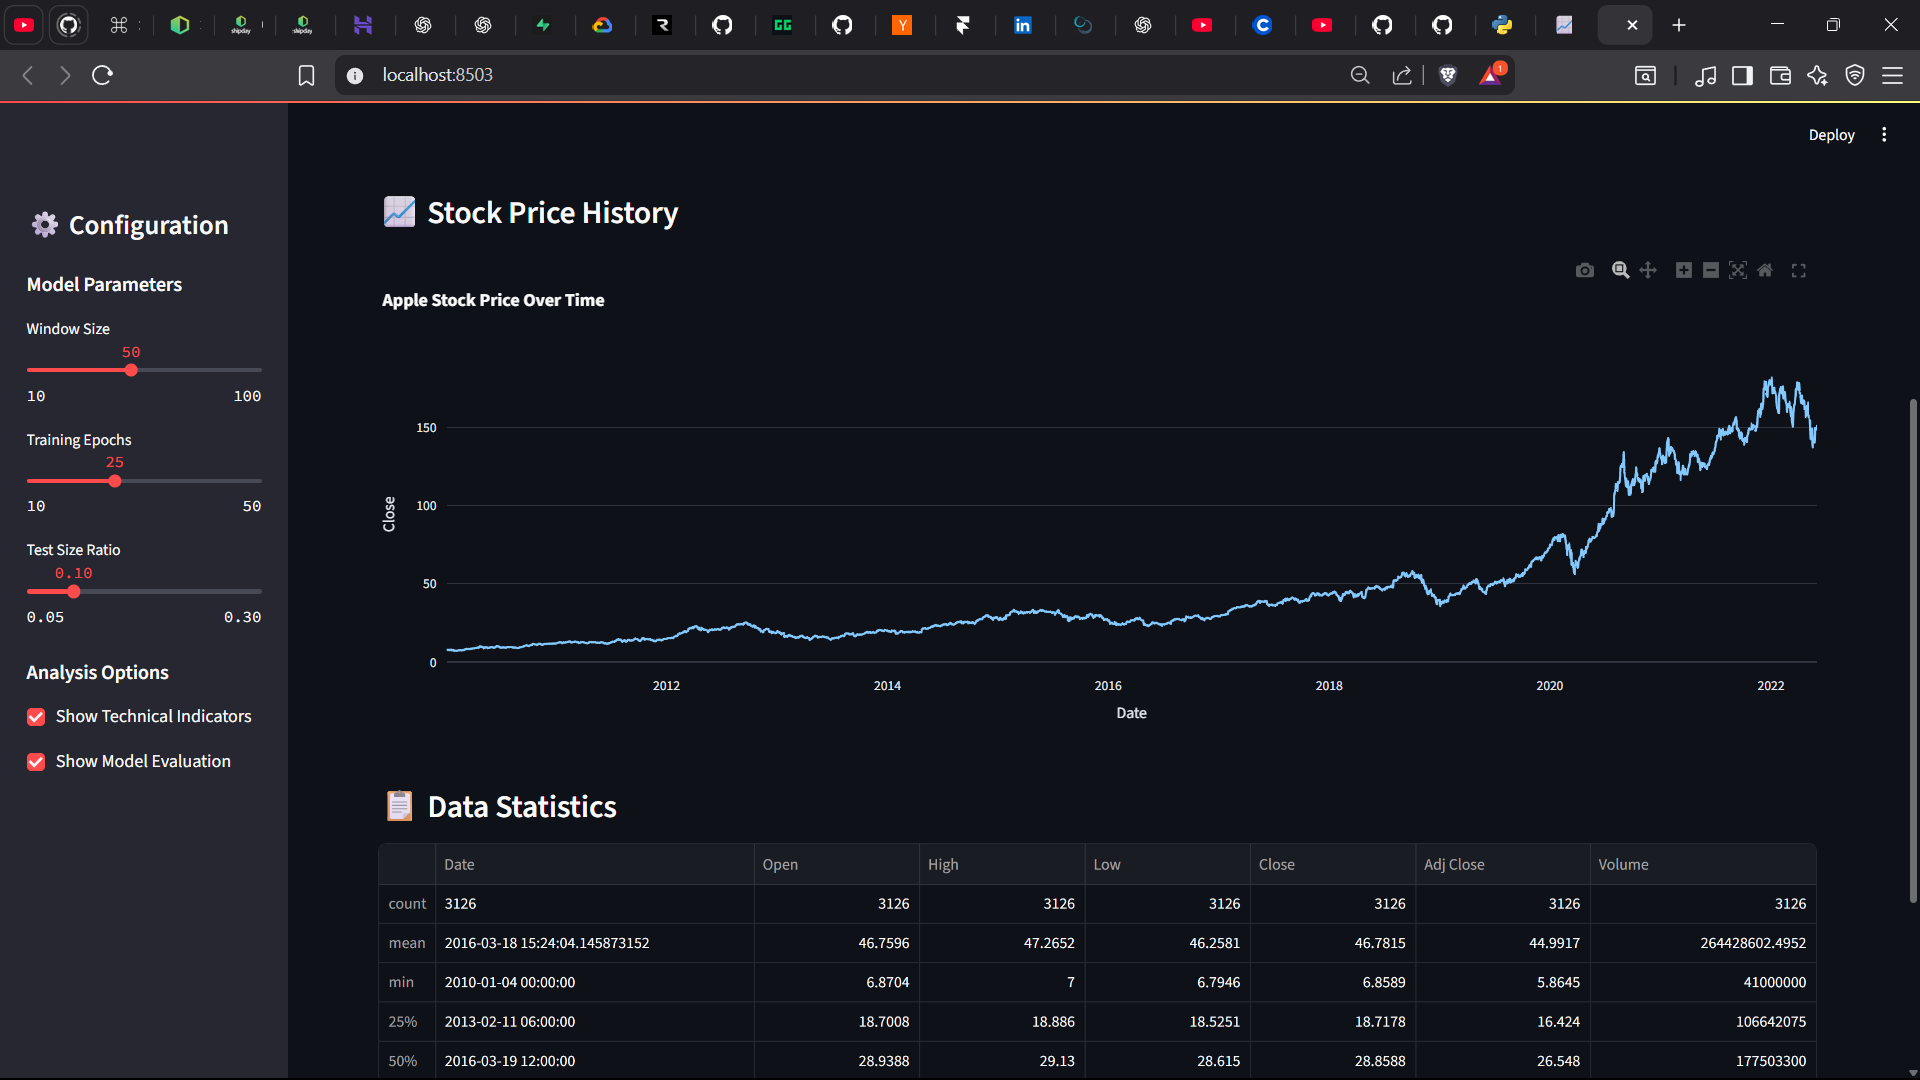 localhost:8503
1
Deploy
Configuration
Model Parameters
Window Size
50
10 100
Training Epochs
25
10 50
Test Size Ratio
0.10
0.05 0.30
Analysis Options
Show Technical Indicators
Show Model Evaluation
Stock Price History
Apple Stock Price Over Time
Close
150
100
50
0
2012 2014 2016 2018 2020 2022
Date
Data Statistics
Date Open High Low Close Adj Close Volume
count 3126 3126 3126 3126 3126 3126 3126
mean 2016-03-18 15:24:04.145873152 46.7596 47.2652 46.2581 46.7815 44.9917 264428602.4952
min 2010-01-04 00:00:00 6.8704 7 6.7946 6.8589 5.8645 41000000
25% 2013-02-11 06:00:00 18.7008 18.886 18.5251 18.7178 16.424 106642075
50% 2016-03-19 12:00:00 28.9388 29.13 28.615 28.8588 26.548 177503300